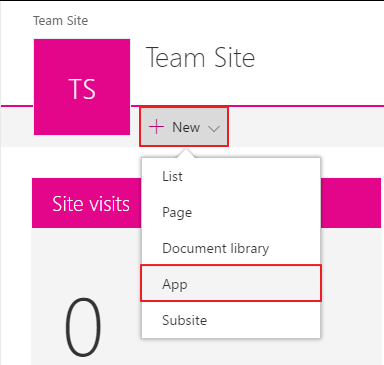 Team Site
TS
Team Site
+ New
List
Page
Document library
App
Subsite
Site visits
0